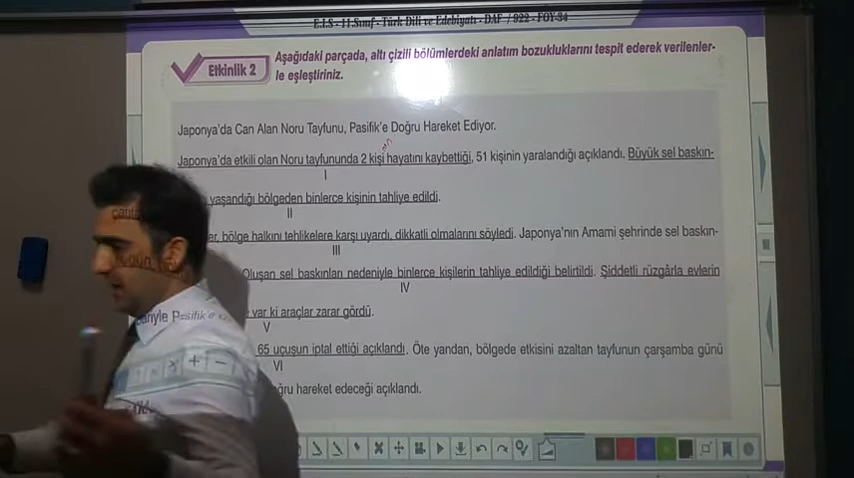 E.I.S - 11.Sınıf - Türk Dili ve Edebiyatı - DAF / 922 - FOY-34
Etkinlik 2
Aşağıdaki parçada, altı çizili bölümlerdeki anlatım bozukluklarını tespit ederek verilenler-
le eşleştiriniz.
Japonya'da Can Alan Noru Tayfunu, Pasifik'e Doğru Hareket Ediyor.
Japonya'da etkili olan Noru tayfununda 2 kişi hayatını kaybettiği, 51 kişinin yaralandığı açıklandı. Büyük sel baskın-
I
yaşandığı bölgeden binlerce kişinin tahliye edildi.
II
er, bölge halkını tehlikelere karşı uyardı, dikkatli olmalarını söyledi. Japonya'nın Amami şehrinde sel baskın-
III
Oluşan sel baskınları nedeniyle binlerce kişilerin tahliye edildiği belirtildi. Şiddetli rüzgârla evlerin
IV
var ki araçlar zarar gördü.
V
65 uçuşun iptal ettiği açıklandı. Öte yandan, bölgede etkisini azaltan tayfunun çarşamba günü
VI
ğru hareket edeceği açıklandı.